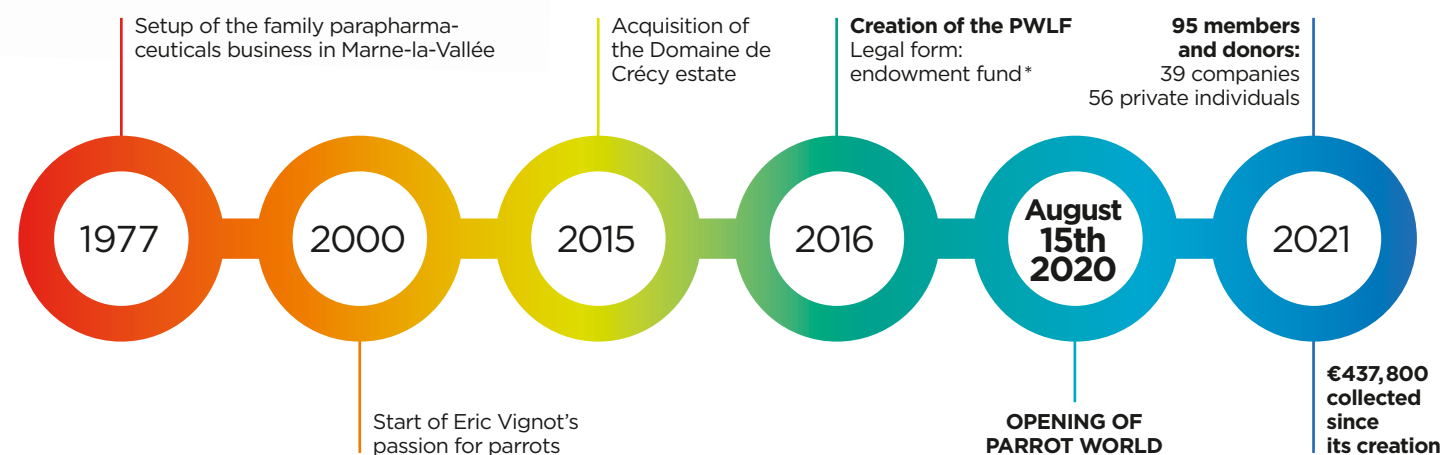 Setup of the family parapharma-
ceuticals business in Marne-la-Vallée
Acquisition of
the Domaine de
Crécy estate
Creation of the PWLF
Legal form:
endowment fund*
95 members
and donors:
39 companies
56 private individuals
1977
2000
2015
2016
August
15th
2020
2021
Start of Eric Vignot’s
passion for parrots
OPENING OF
PARROT WORLD
€437,800
collected
since
its creation